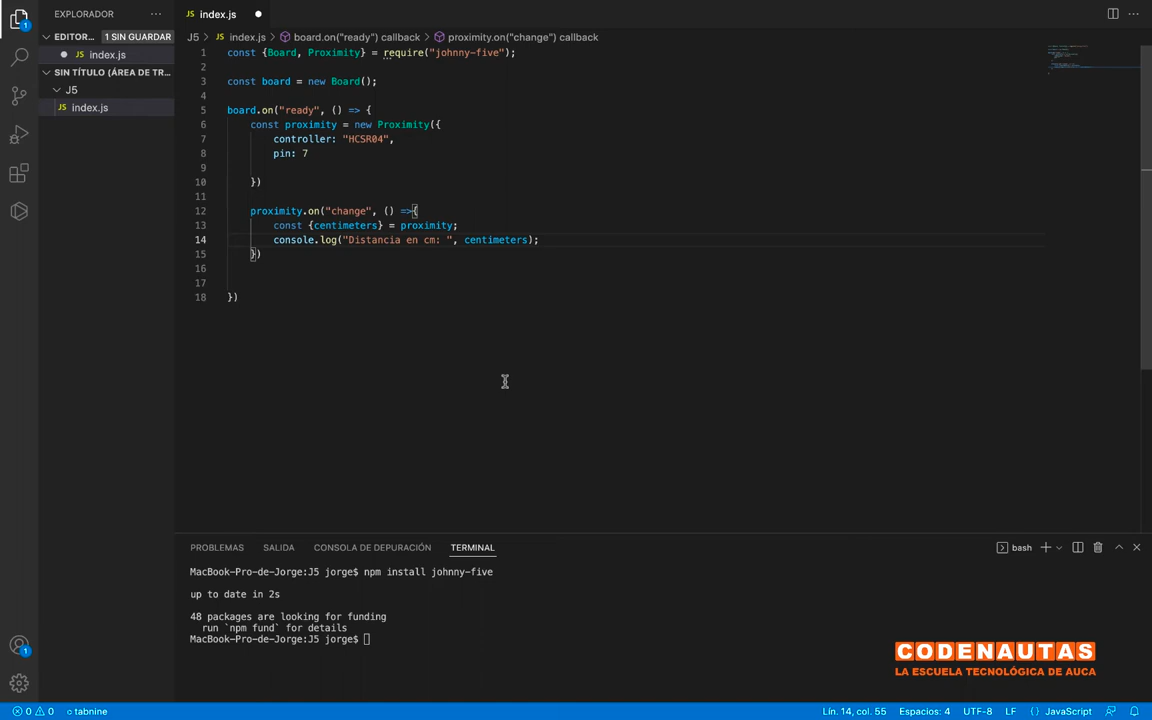 EXPLORADOR
···
JS index.js
···
EDITOR... 1 SIN GUARDAR
JS index.js
SIN TÍTULO (ÁREA DE TR...
J5
JS index.js
J5 > JS index.js > board.on("ready") callback > proximity.on("change") callback
1 const {Board, Proximity} = require("johnny-five");
2
3 const board = new Board();
4
5 board.on("ready", () => {
6 const proximity = new Proximity({
7 controller: "HCSR04",
8 pin: 7
9
10 })
11
12 proximity.on("change", () =>{
13 const {centimeters} = proximity;
14 console.log("Distancia en cm: ", centimeters);
15 })
16
17
18 })
PROBLEMAS SALIDA CONSOLA DE DEPURACIÓN TERMINAL bash
MacBook-Pro-de-Jorge:J5 jorge$ npm install johnny-five
up to date in 2s
48 packages are looking for funding
run `npm fund` for details
MacBook-Pro-de-Jorge:J5 jorge$
CODENAUTAS
LA ESCUELA TECNOLÓGICA DE AUCA
1
1
0 0 tabnine Lín. 14, col. 55 Espacios: 4 UTF-8 LF {} JavaScript